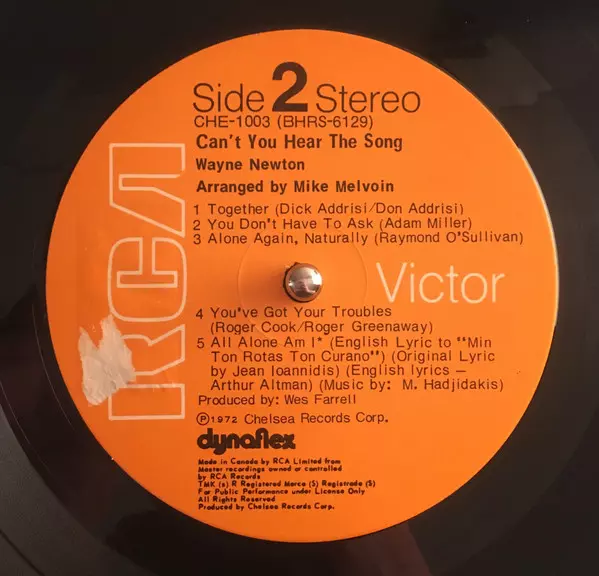 Side 2 Stereo
CHE-1003 (BHRS-6129)
Can't You Hear The Song
Wayne Newton
Arranged by Mike Melvoin
1 Together (Dick Addrisi/Don Addrisi)
2 You Don't Have To Ask (Adam Miller)
3 Alone Again, Naturally (Raymond O'Sullivan)
RCA Victor
4 You've Got Your Troubles
(Roger Cook/Roger Greenaway)
5 All Alone Am I* (English Lyric to "Min
Ton Rotas Ton Curano") (Original Lyric
by Jean Ioannidis) (English lyrics –
Arthur Altman) (Music by: M. Hadjidakis)
Produced by: Wes Farrell
℗1972 Chelsea Records Corp.
dynaflex
Made in Canada by RCA Limited from
Master recordings owned or controlled
by RCA Records
TMK (s) R Registered Marca (S) Registrada (S)
For Public Performance under License Only
All Rights Reserved
Produced by Chelsea Records Corp.